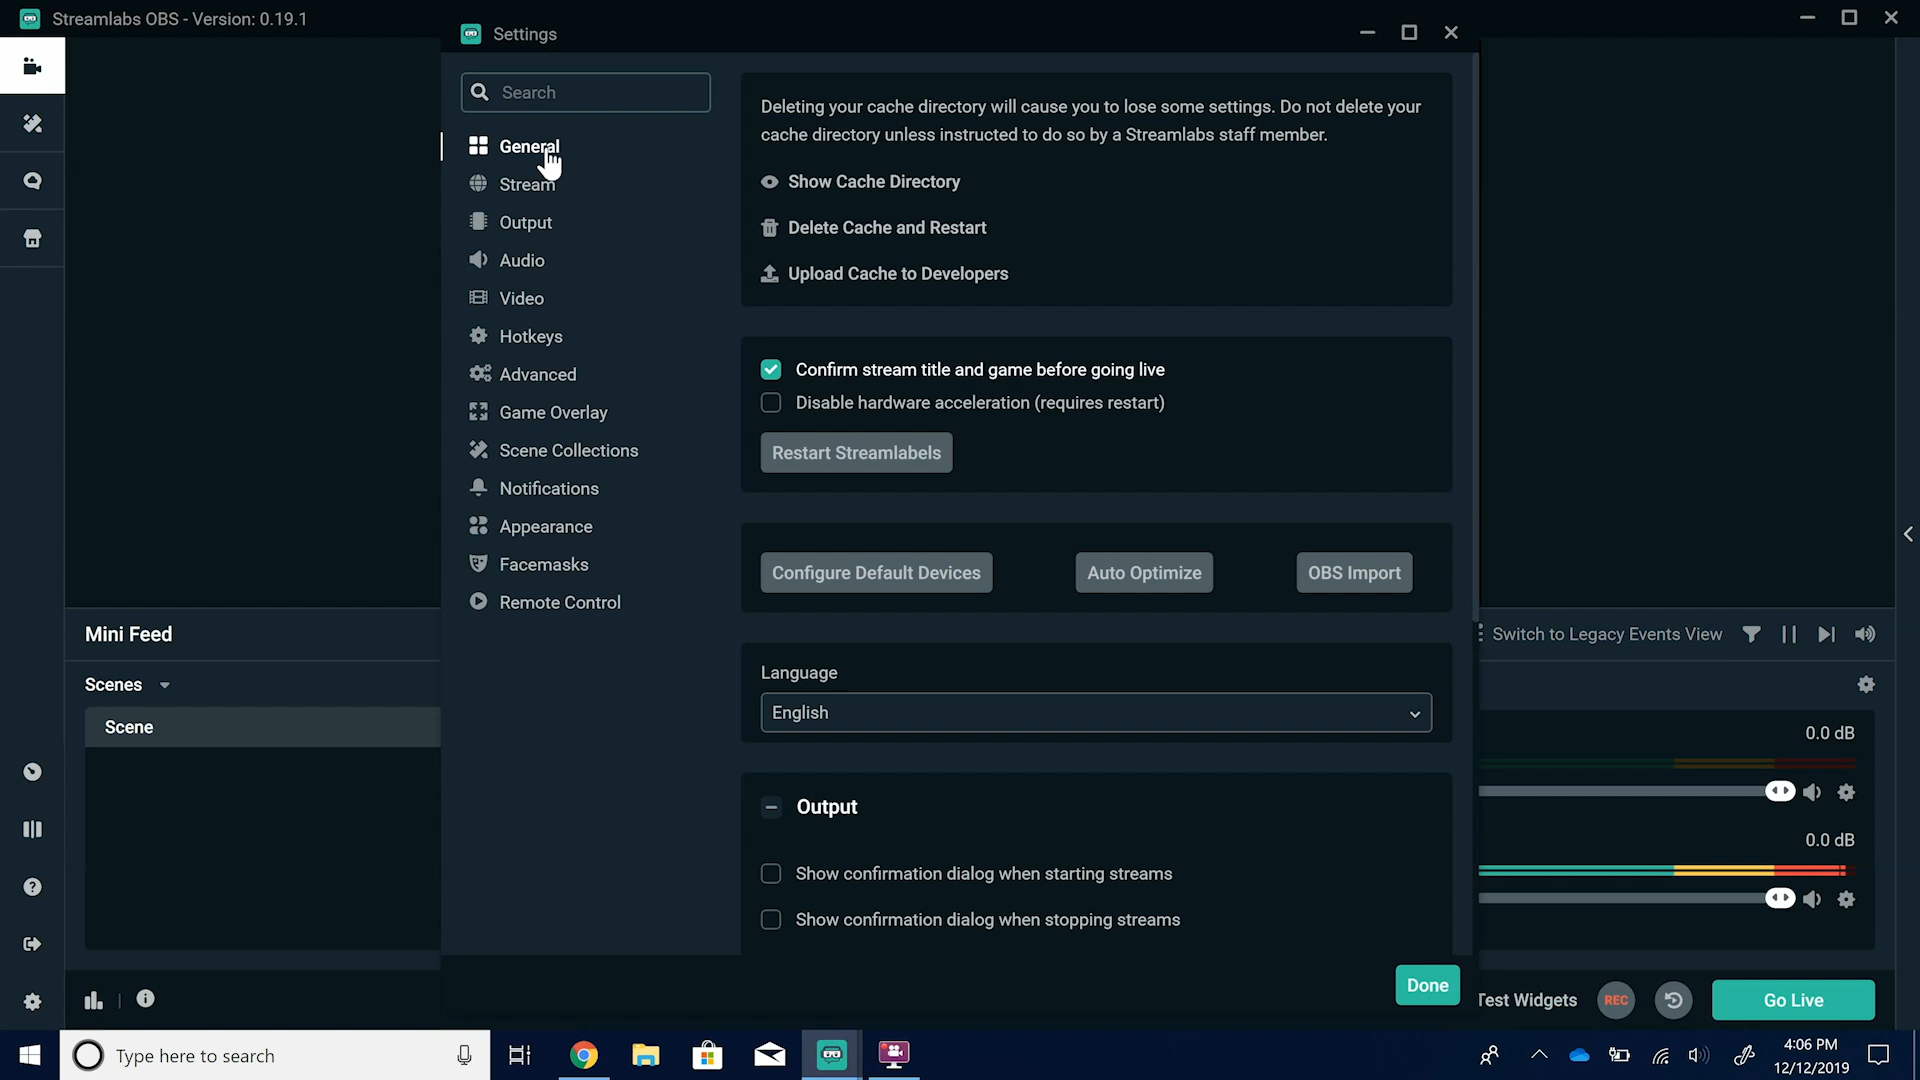 Streamlabs OBS - Version: 0.19.1
Settings
Search
General
Stream
Output
Audio
Video
Hotkeys
Advanced
Game Overlay
Scene Collections
Notifications
Appearance
Facemasks
Remote Control
Deleting your cache directory will cause you to lose some settings. Do not delete your
cache directory unless instructed to do so by a Streamlabs staff member.
Show Cache Directory
Delete Cache and Restart
Upload Cache to Developers
Confirm stream title and game before going live
Disable hardware acceleration (requires restart)
Restart Streamlabels
Configure Default Devices
Auto Optimize
OBS Import
Language
English
Output
Show confirmation dialog when starting streams
Show confirmation dialog when stopping streams
Done
Mini Feed
Scenes
Scene
Switch to Legacy Events View
0.0 dB
0.0 dB
Test Widgets
REC
Go Live
Type here to search
4:06 PM
12/12/2019